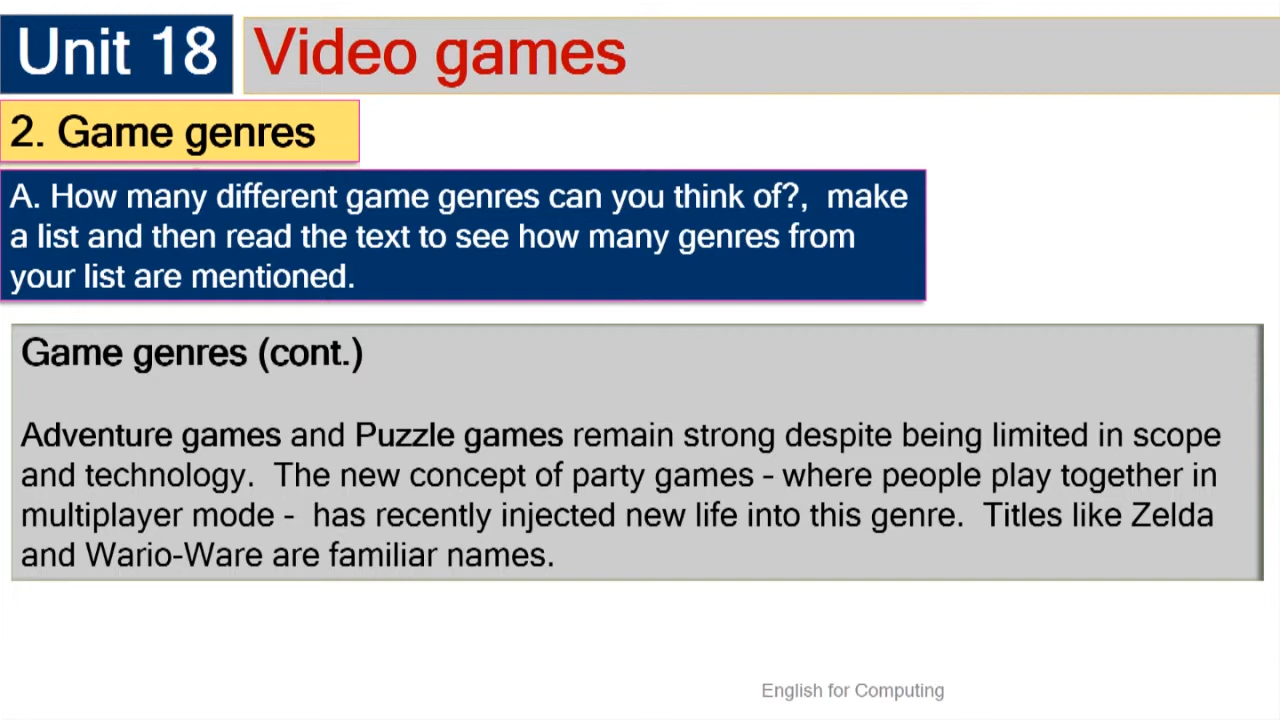 Unit 18
Video games
2. Game genres
A. How many different game genres can you think of?, make
a list and then read the text to see how many genres from
your list are mentioned.
Game genres (cont.)
Adventure games and Puzzle games remain strong despite being limited in scope
and technology. The new concept of party games - where people play together in
multiplayer mode - has recently injected new life into this genre. Titles like Zelda
and Wario-Ware are familiar names.
English for Computing